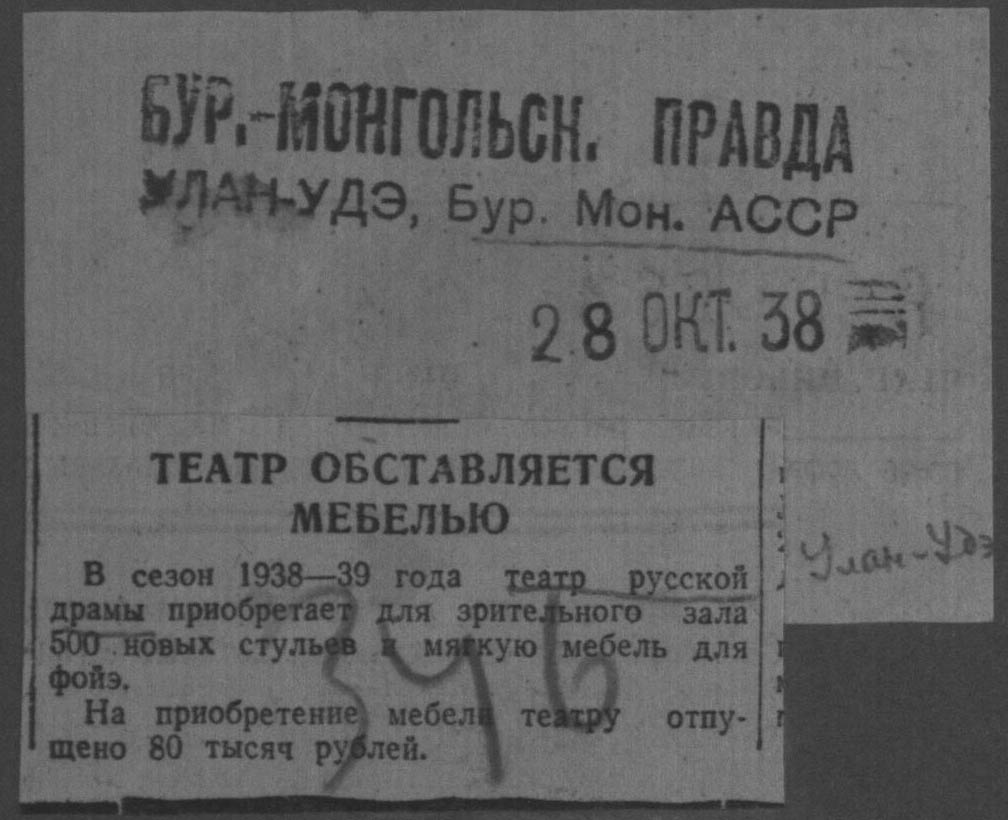 БУР.-МОНГОЛЬСК. ПРАВДА
УЛАН-УДЭ, Бур. Мон. АССР
28 ОКТ. 38
ТЕАТР ОБСТАВЛЯЕТСЯ
МЕБЕЛЬЮ
В сезон 1938—39 года театр русской
драмы приобретает для зрительного зала
500 новых стульев и мягкую мебель для
фойэ.
На приобретение мебели театру отпу-
щено 80 тысяч рублей.
346
Улан-Удэ